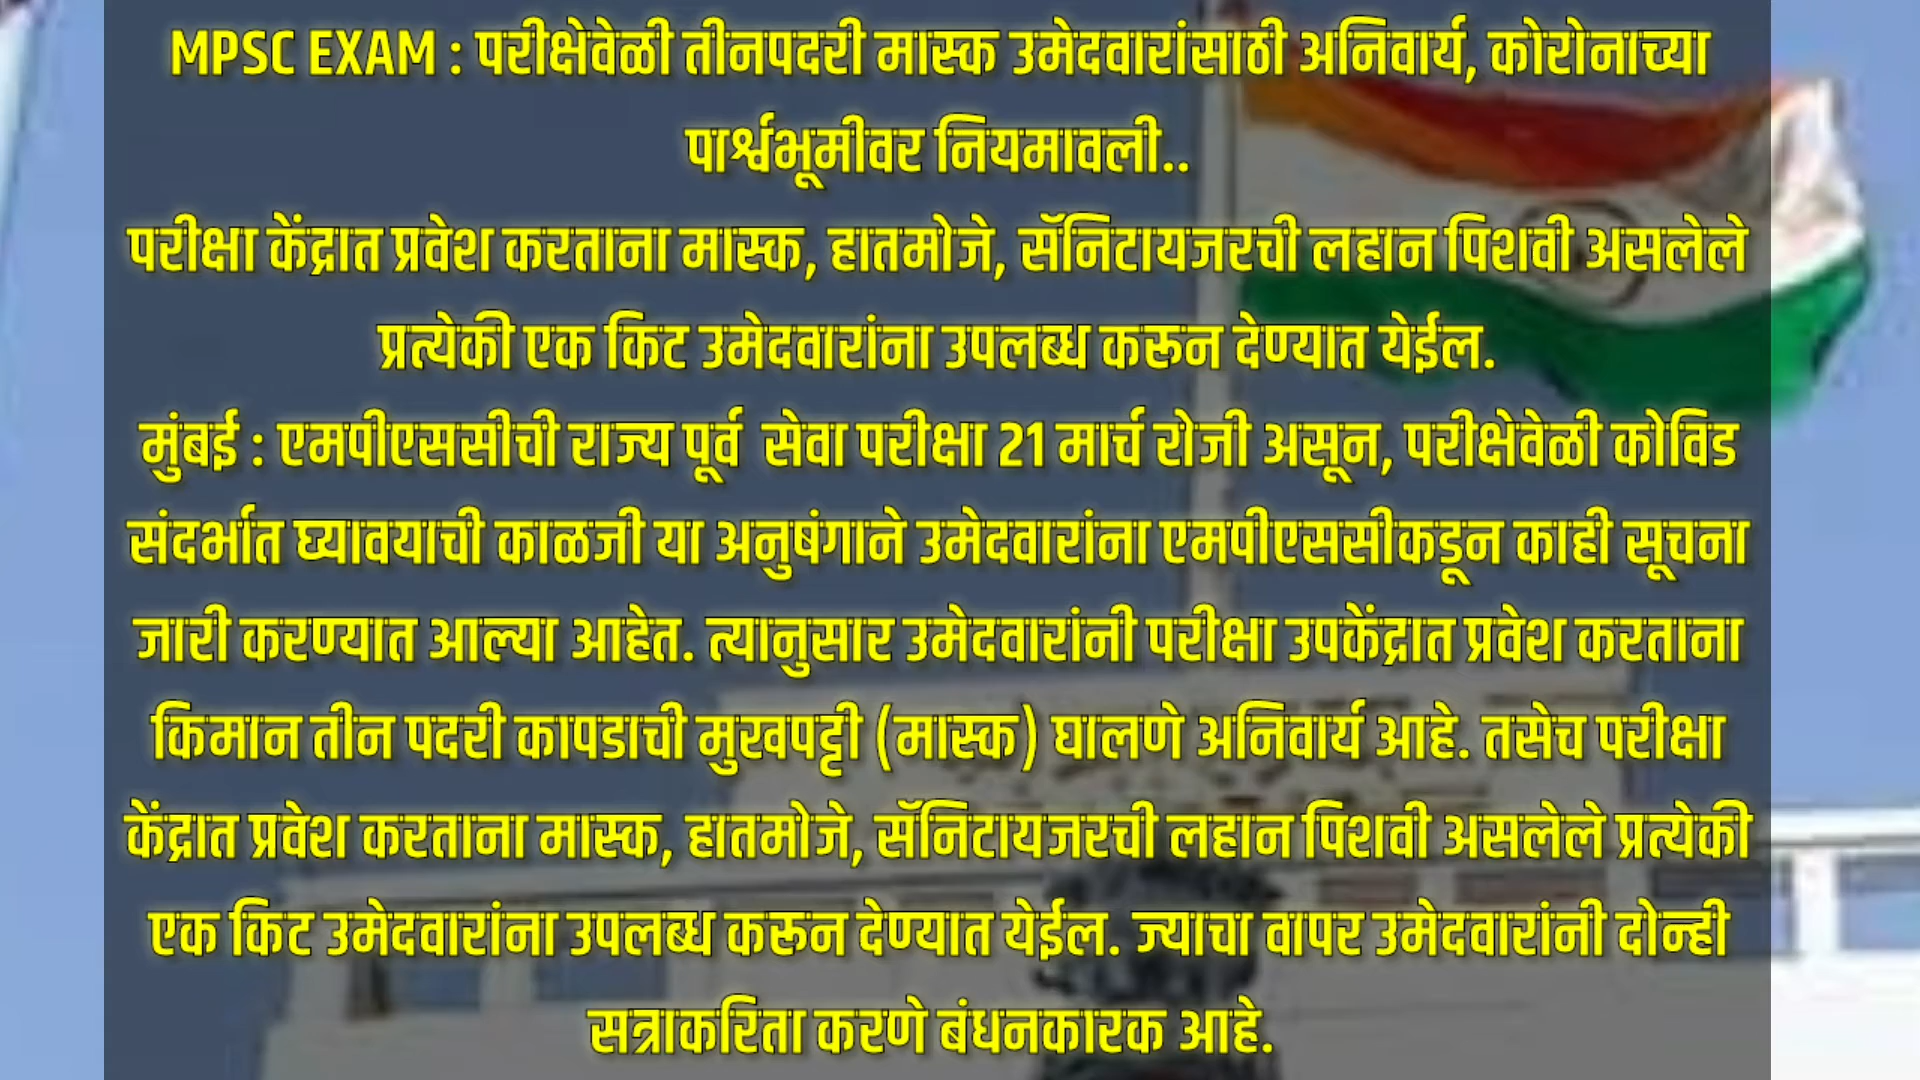 MPSC EXAM : परीक्षेवेळी तीनपदरी मास्क उमेदवारांसाठी अनिवार्य, कोरोनाच्या
पार्श्वभूमीवर नियमावली..
परीक्षा केंद्रात प्रवेश करताना मास्क, हातमोजे, सॅनिटायजरची लहान पिशवी असलेले
प्रत्येकी एक किट उमेदवारांना उपलब्ध करून देण्यात येईल.
मुंबई : एमपीएससीची राज्य पूर्व सेवा परीक्षा 21 मार्च रोजी असून, परीक्षेवेळी कोविड
संदर्भात घ्यावयाची काळजी या अनुषंगाने उमेदवारांना एमपीएससीकडून काही सूचना
जारी करण्यात आल्या आहेत. त्यानुसार उमेदवारांनी परीक्षा उपकेंद्रात प्रवेश करताना
किमान तीन पदरी कापडाची मुखपट्टी (मास्क) घालणे अनिवार्य आहे. तसेच परीक्षा
केंद्रात प्रवेश करताना मास्क, हातमोजे, सॅनिटायजरची लहान पिशवी असलेले प्रत्येकी
एक किट उमेदवारांना उपलब्ध करून देण्यात येईल. ज्याचा वापर उमेदवारांनी दोन्ही
सत्राकरिता करणे बंधनकारक आहे.